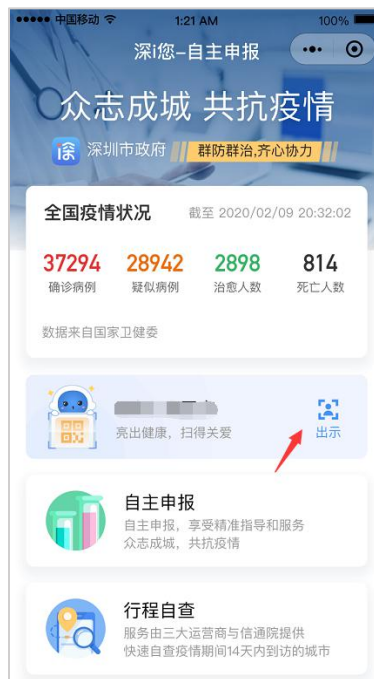 中国移动 1:21 AM 100%
深i您-自主申报
众志成城 共抗疫情
深圳市政府 群防群治,齐心协力
全国疫情状况 截至 2020/02/09 20:32:02
37294 28942 2898 814
确诊病例 疑似病例 治愈人数 死亡人数
数据来自国家卫健委
亮出健康，扫得关爱 出示
自主申报
自主申报，享受精准指导和服务
众志成城，共抗疫情
行程自查
服务由三大运营商与信通院提供
快速自查疫情期间14天内到访的城市